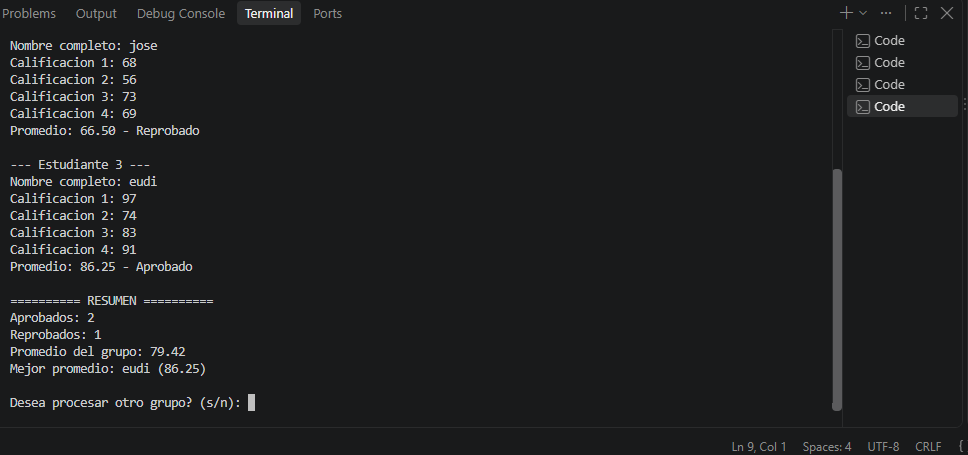 Problems Output Debug Console Terminal Ports
Nombre completo: jose
Calificacion 1: 68
Calificacion 2: 56
Calificacion 3: 73
Calificacion 4: 69
Promedio: 66.50 - Reprobado
--- Estudiante 3 ---
Nombre completo: eudi
Calificacion 1: 97
Calificacion 2: 74
Calificacion 3: 83
Calificacion 4: 91
Promedio: 86.25 - Aprobado
========== RESUMEN ==========
Aprobados: 2
Reprobados: 1
Promedio del grupo: 79.42
Mejor promedio: eudi (86.25)
Desea procesar otro grupo? (s/n):
Code
Code
Code
Code
Ln 9, Col 1 Spaces: 4 UTF-8 CRLF {